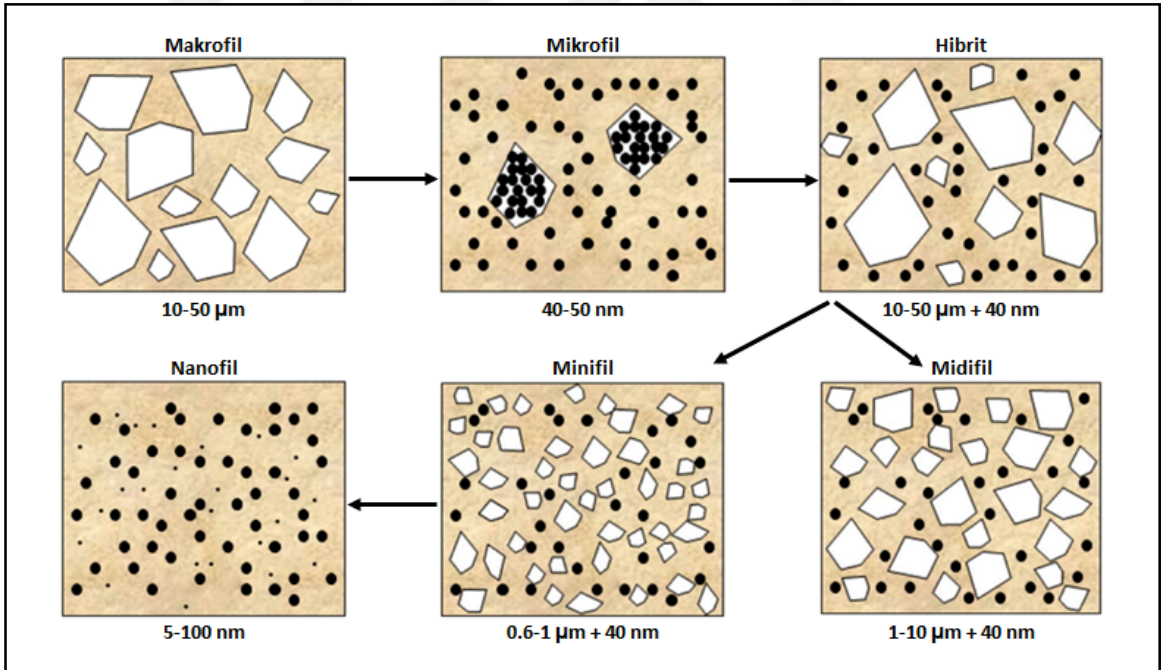 Makrofil
Mikrofil
Hibrit
10-50 µm
40-50 nm
10-50 µm + 40 nm
Nanofil
Minifil
Midifil
5-100 nm
0.6-1 µm + 40 nm
1-10 µm + 40 nm